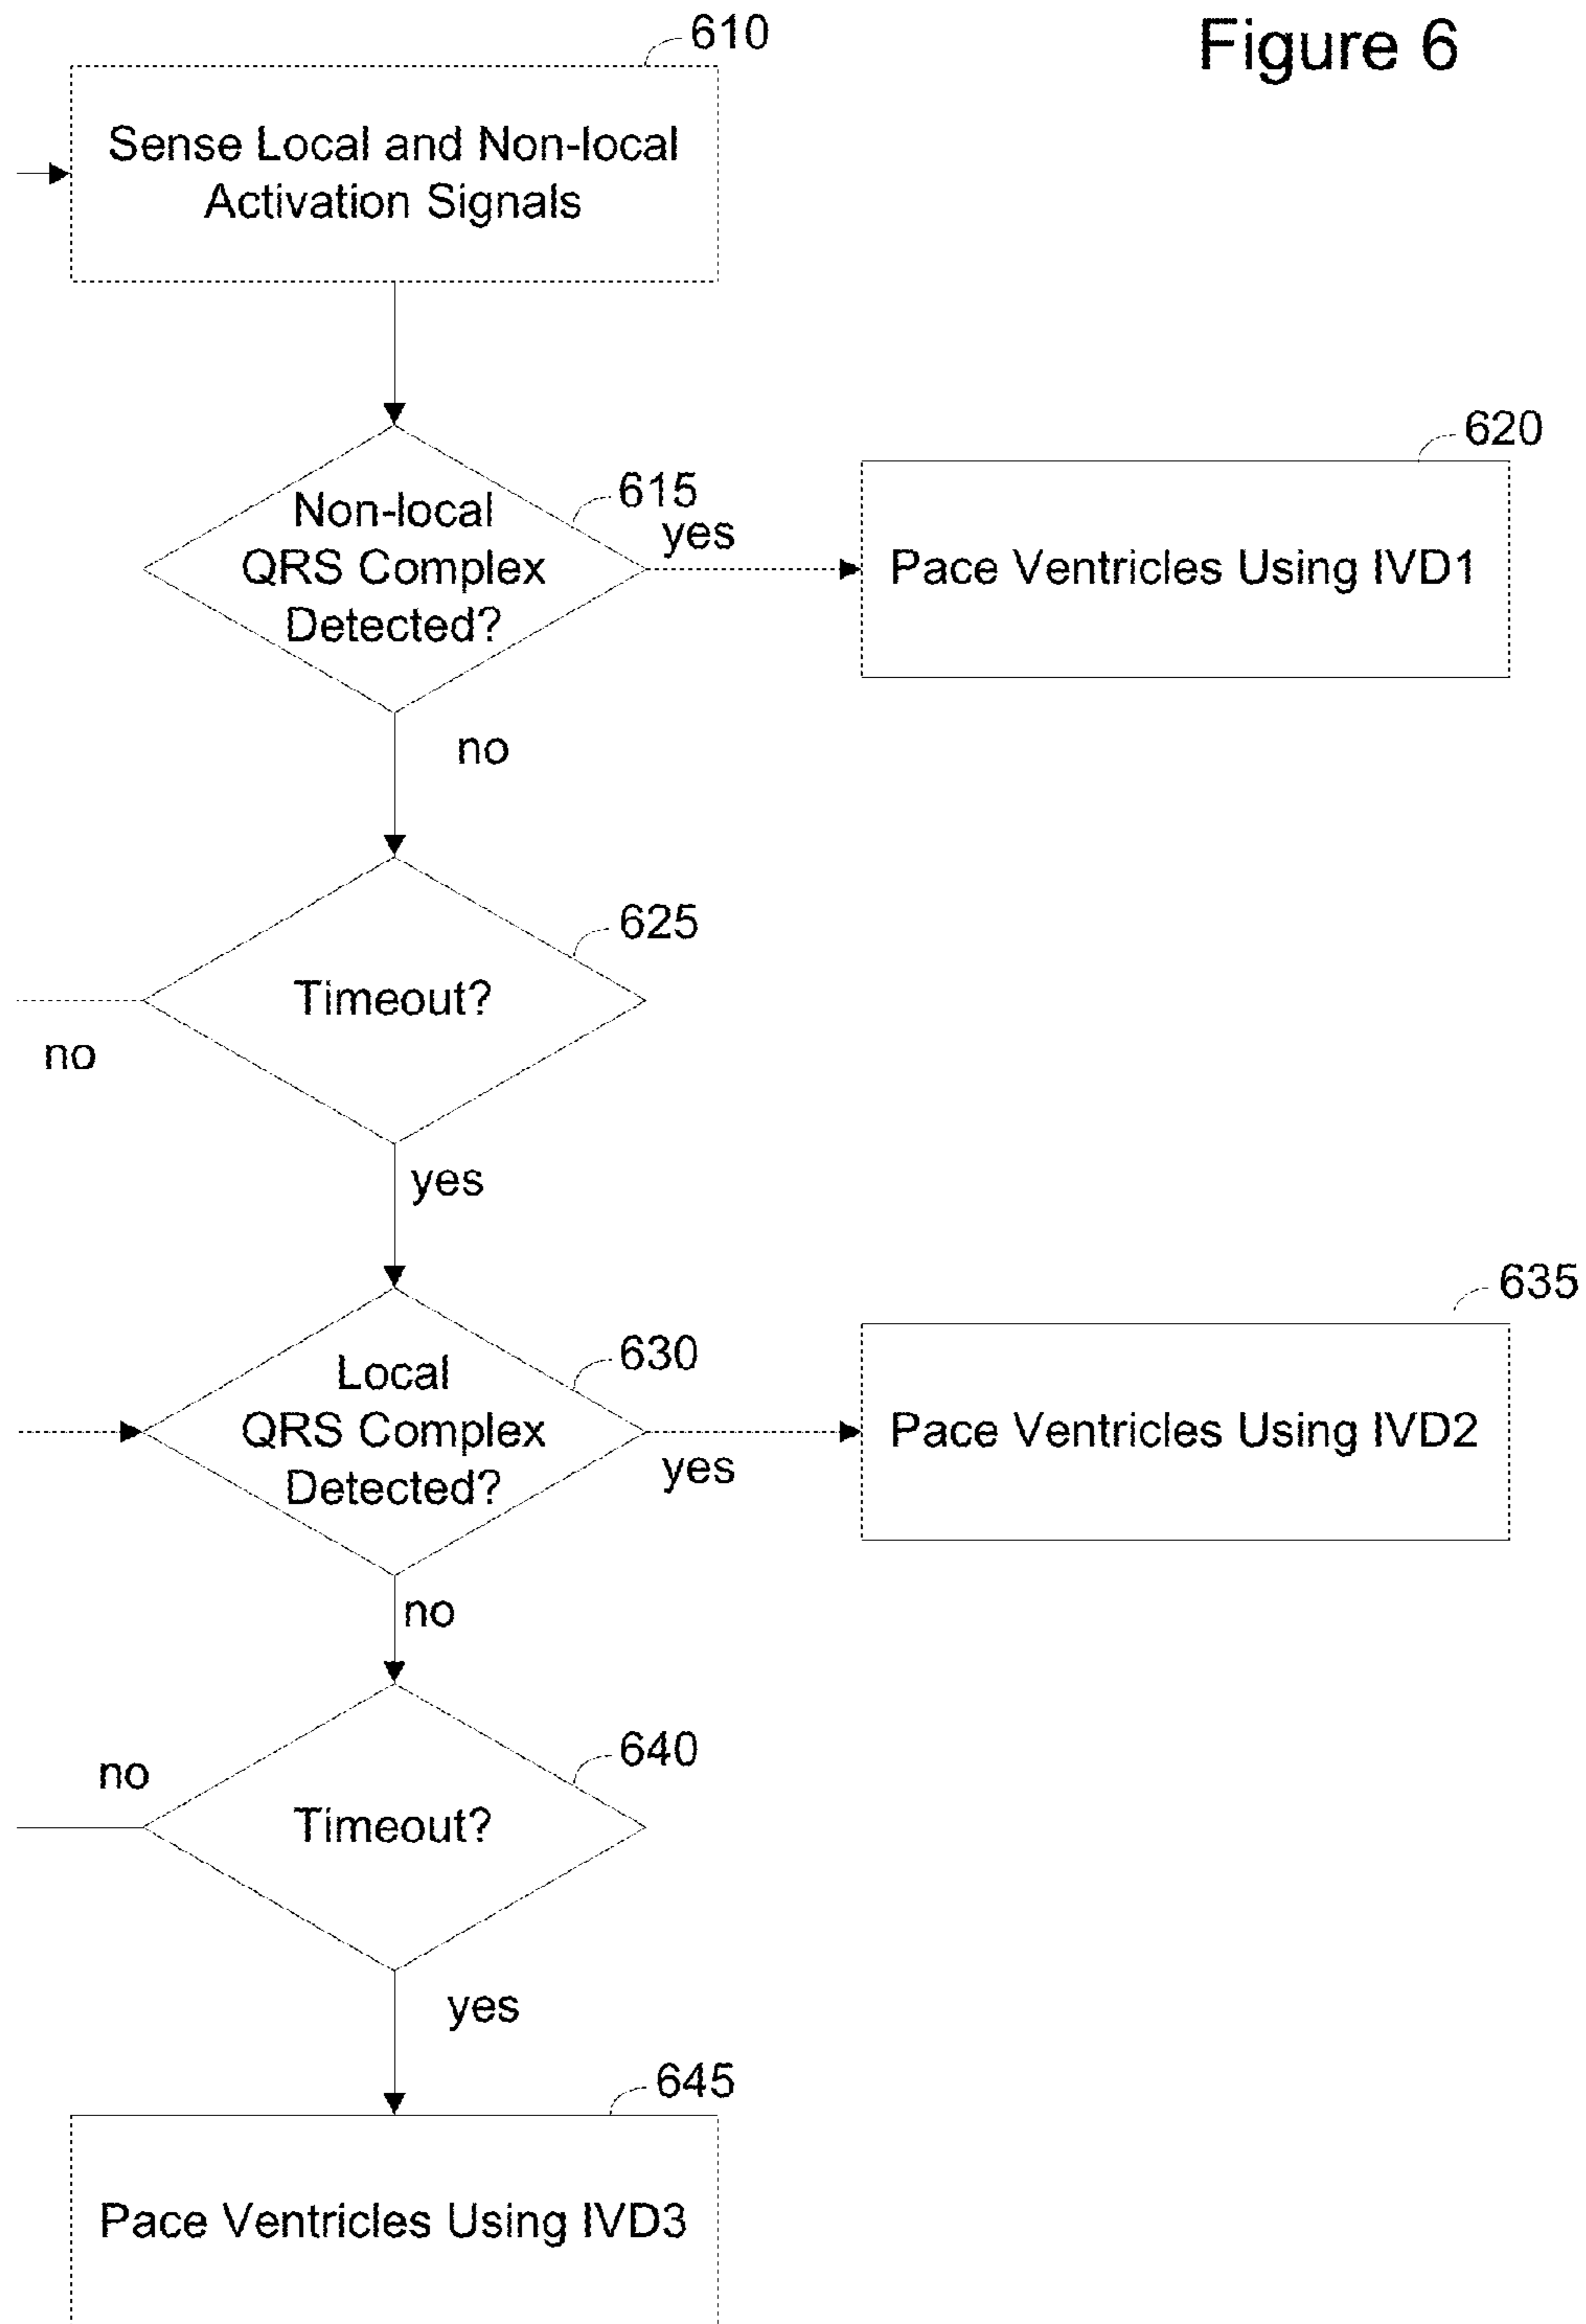 Figure 6
610
Sense Local and Non-local
Activation Signals
615
Non-local
QRS Complex
Detected?
yes
620
Pace Ventricles Using IVD1
no
625
Timeout?
no
yes
630
Local
QRS Complex
Detected?
yes
635
Pace Ventricles Using IVD2
no
640
no
Timeout?
yes
645
Pace Ventricles Using IVD3